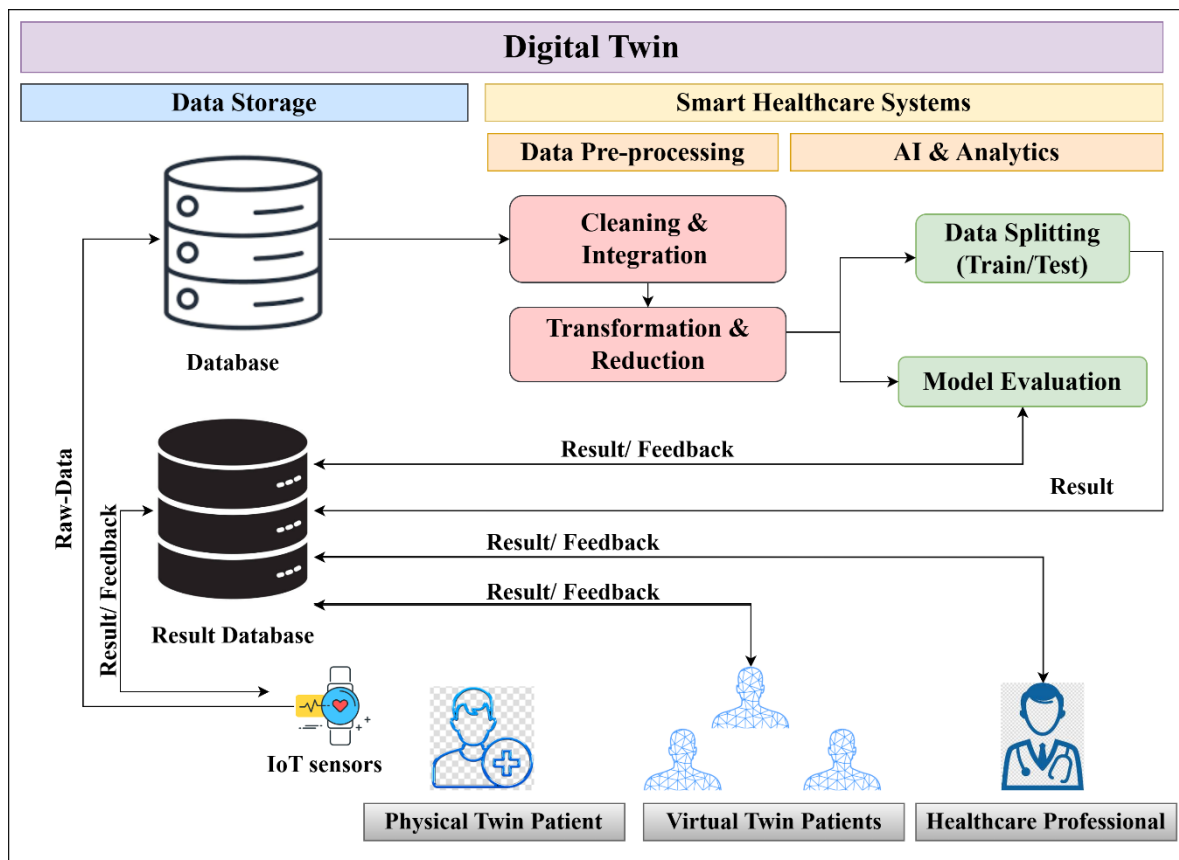 Digital Twin
Data Storage
Smart Healthcare Systems
Data Pre-processing
AI & Analytics
Cleaning &
Integration
Data Splitting
(Train/Test)
Transformation &
Reduction
Database
Model Evaluation
Raw-Data
Result/ Feedback
Result/ Feedback
Result
Result/ Feedback
Result/ Feedback
Result Database
IoT sensors
Physical Twin Patient
Virtual Twin Patients
Healthcare Professional